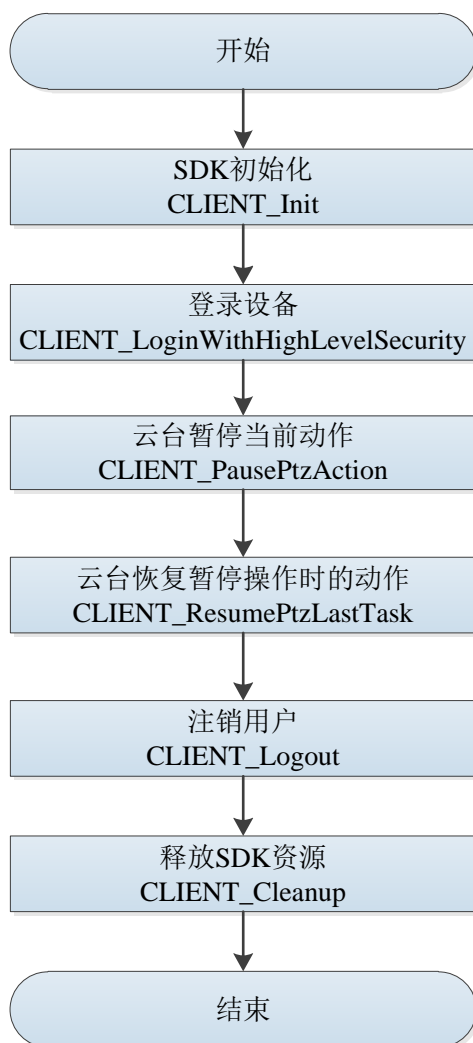 开始
SDK初始化
CLIENT_Init
登录设备
CLIENT_LoginWithHighLevelSecurity
云台暂停当前动作
CLIENT_PausePtzAction
云台恢复暂停操作时的动作
CLIENT_ResumePtzLastTask
注销用户
CLIENT_Logout
释放SDK资源
CLIENT_Cleanup
结束